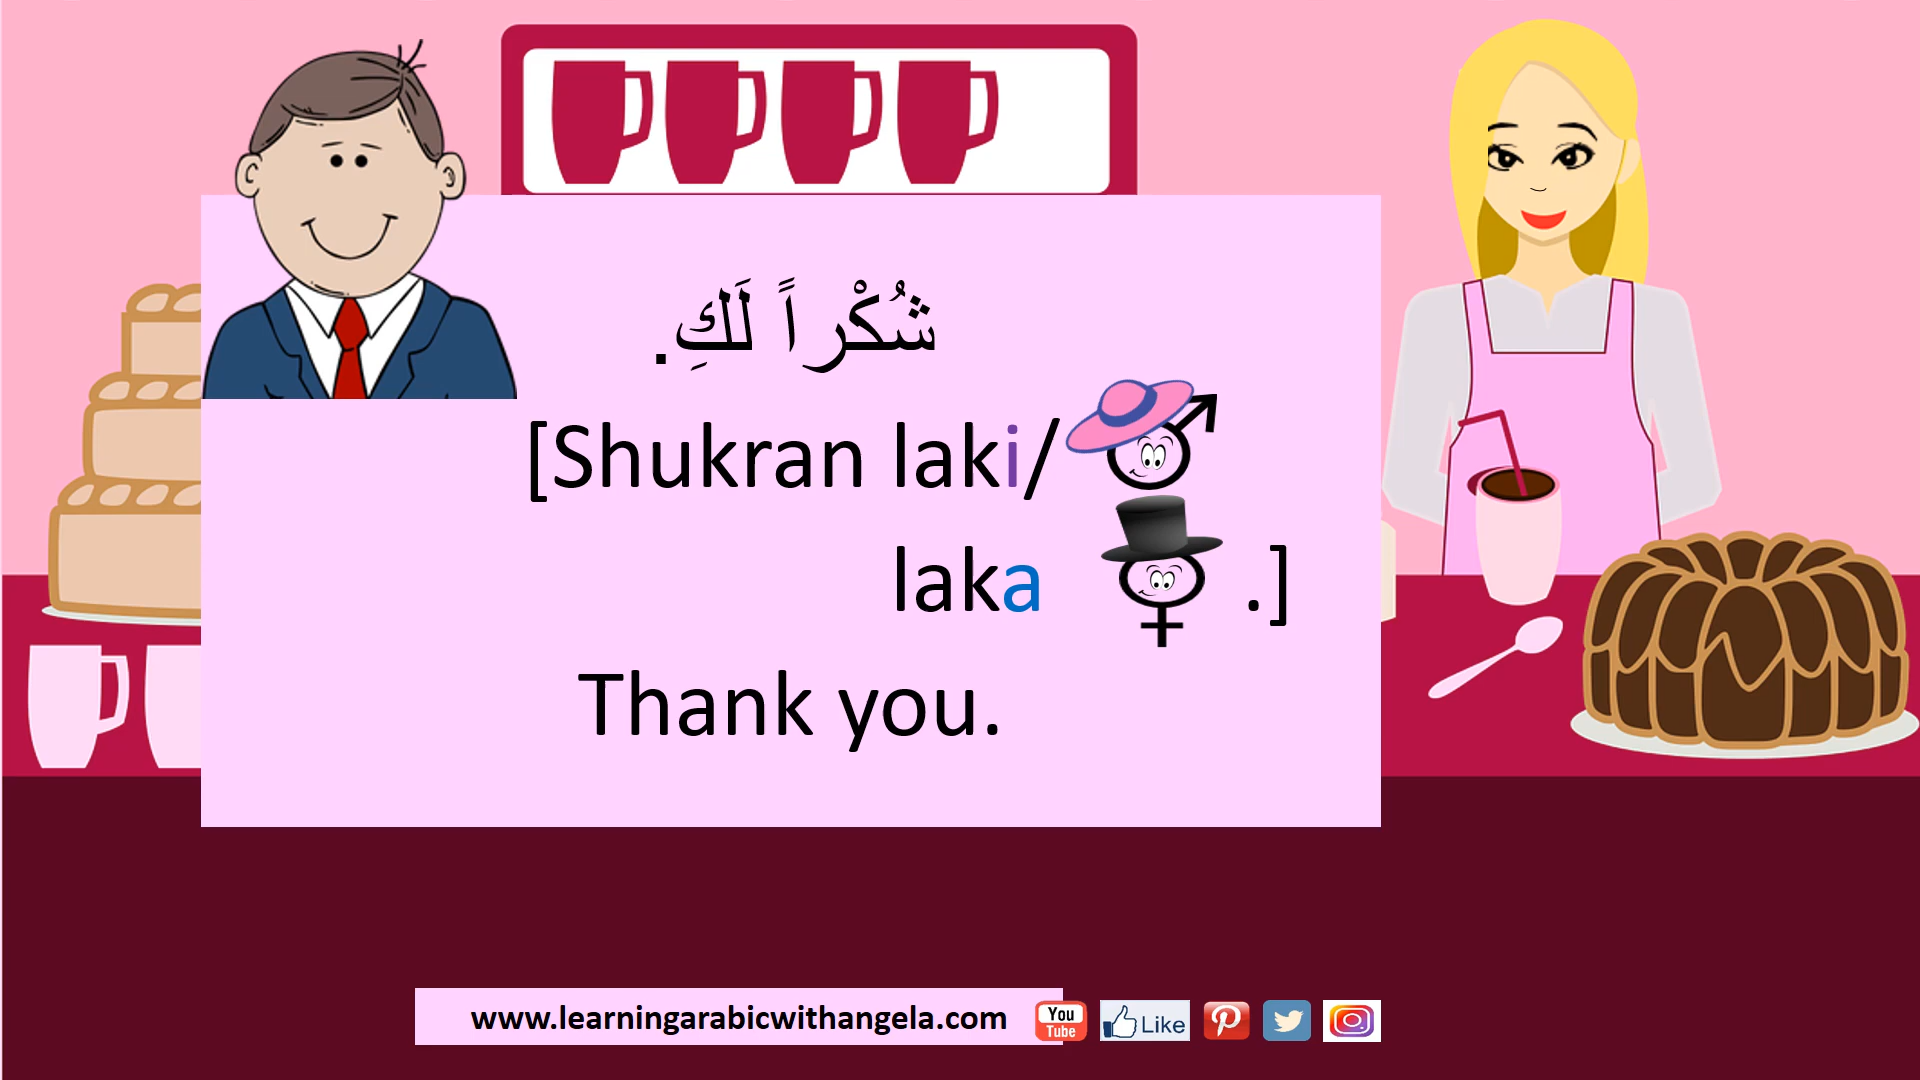 شُكْراً لَكِ.
[Shukran laki/
laka .]
Thank you.
www.learningarabicwithangela.com
You
Tube
Like